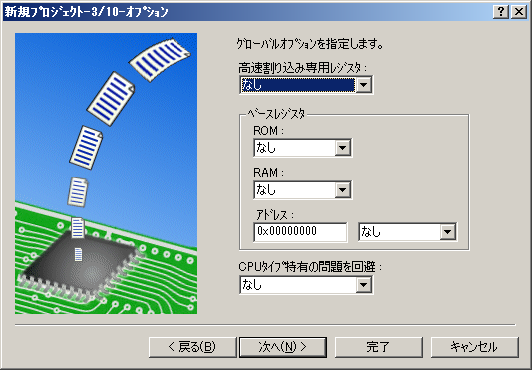 新規プロジェクト-3/10-オプション
グローバルオプションを指定します。
高速割り込み専用レジスタ:
なし
ベースレジスタ
ROM:
なし
RAM:
なし
アドレス:
0x00000000 なし
CPUタイプ特有の問題を回避:
なし
< 戻る(B) 次へ(N) > 完了 キャンセル